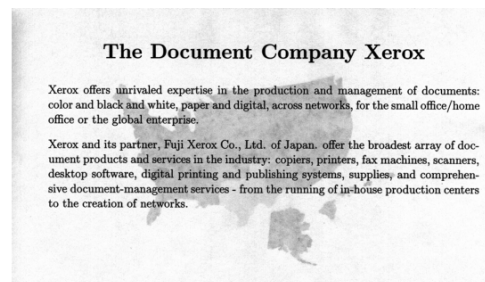 The Document Company Xerox
Xerox offers unrivaled expertise in the production and management of documents:
color and black and white, paper and digital, across networks, for the small office/home
office or the global enterprise.
Xerox and its partner, Fuji Xerox Co., Ltd. of Japan. offer the broadest array of doc-
ument products and services in the industry: copiers, printers, fax machines, scanners,
desktop software, digital printing and publishing systems, supplies, and comprehen-
sive document-management services - from the running of in-house production centers
to the creation of networks.